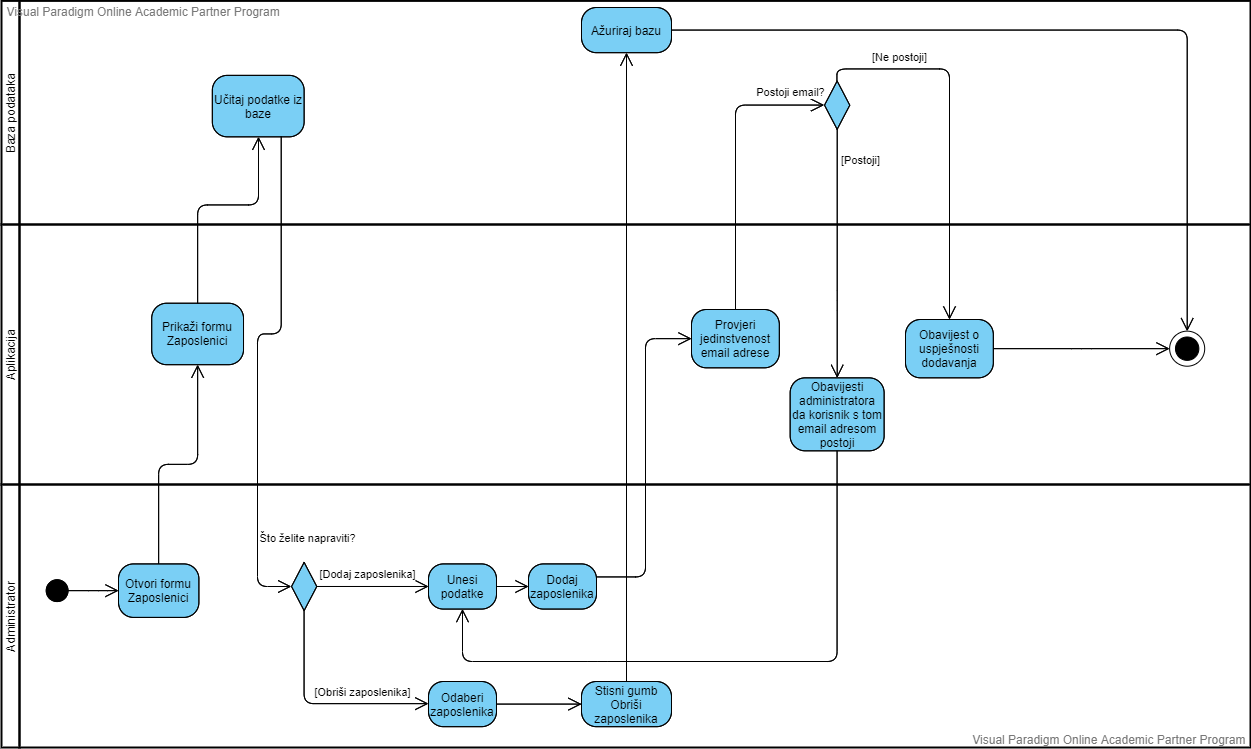 Visual Paradigm Online Academic Partner Program
Baza podataka
Ažuriraj bazu
[Ne postoji]
Učitaj podatke iz
baze
Postoji email?
[Postoji]
Aplikacija
Prikaži formu
Zaposlenici
Provjeri
jedinstvenost
email adrese
Obavijest o
uspješnosti
dodavanja
Obavijesti
administratora
da korisnik s tom
email adresom
postoji
Administrator
Što želite napraviti?
Otvori formu
Zaposlenici
[Dodaj zaposlenika]
Unesi
podatke
Dodaj
zaposlenika
[Obriši zaposlenika]
Odaberi
zaposlenika
Stisni gumb
Obriši
zaposlenika
Visual Paradigm Online Academic Partner Program